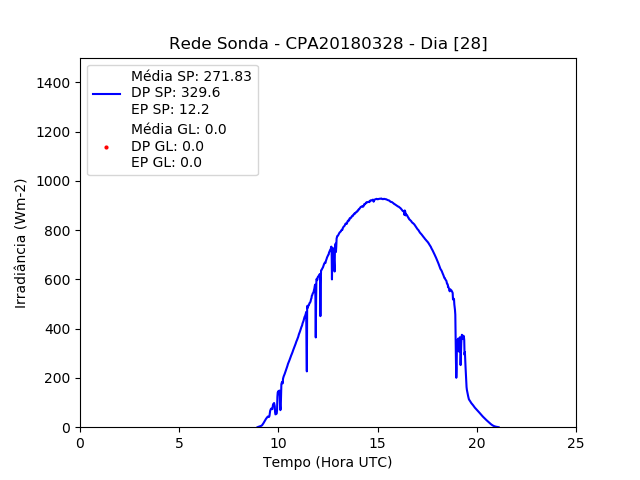 Rede Sonda - CPA20180328 - Dia [28]
Média SP: 271.83
DP SP: 329.6
EP SP: 12.2
Média GL: 0.0
DP GL: 0.0
EP GL: 0.0
1400
1200
1000
800
600
400
200
0
Irradiância (Wm-2)
0 5 10 15 20 25
Tempo (Hora UTC)